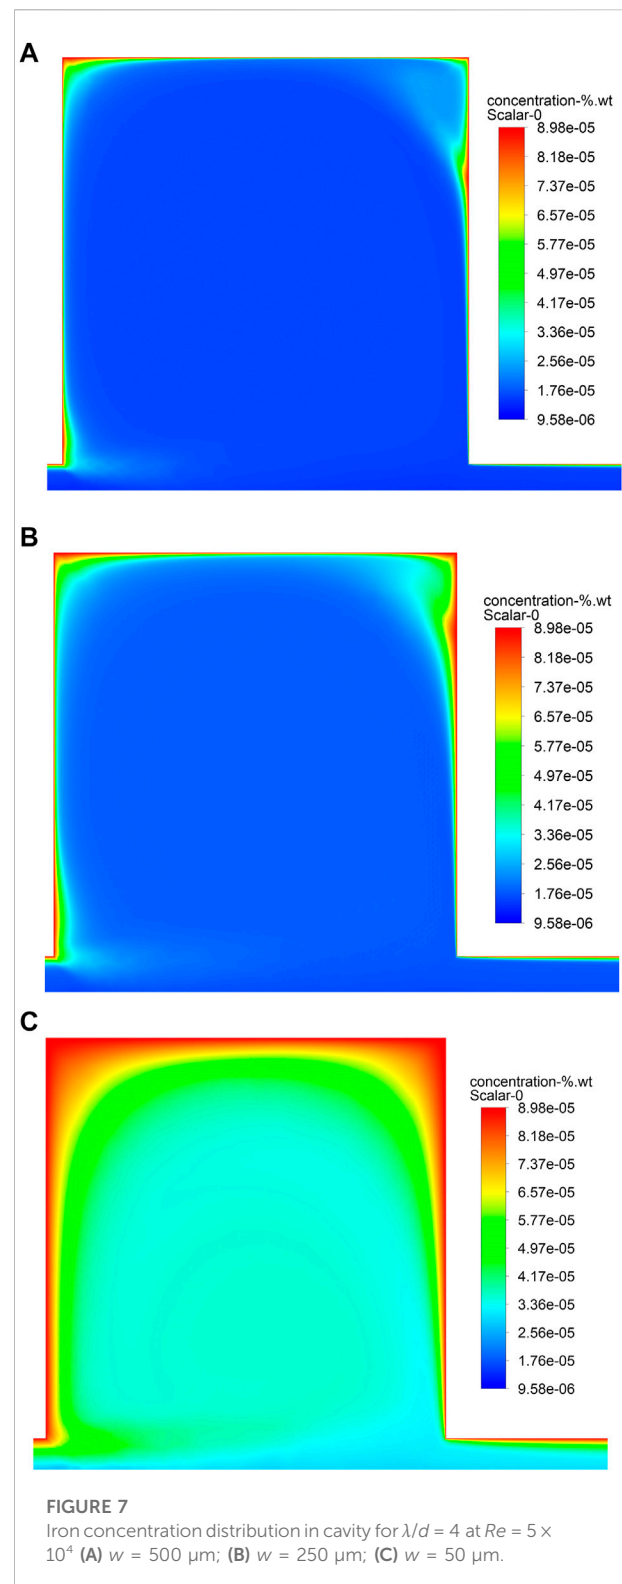 A
concentration-%.wt
Scalar-0
8.98e-05
8.18e-05
7.37e-05
6.57e-05
5.77e-05
4.97e-05
4.17e-05
3.36e-05
2.56e-05
1.76e-05
9.58e-06
B
concentration-%.wt
Scalar-0
8.98e-05
8.18e-05
7.37e-05
6.57e-05
5.77e-05
4.97e-05
4.17e-05
3.36e-05
2.56e-05
1.76e-05
9.58e-06
C
concentration-%.wt
Scalar-0
8.98e-05
8.18e-05
7.37e-05
6.57e-05
5.77e-05
4.97e-05
4.17e-05
3.36e-05
2.56e-05
1.76e-05
9.58e-06
FIGURE 7
Iron concentration distribution in cavity for λ/d = 4 at Re = 5 ×
10⁴ (A) w = 500 μm; (B) w = 250 μm; (C) w = 50 μm.